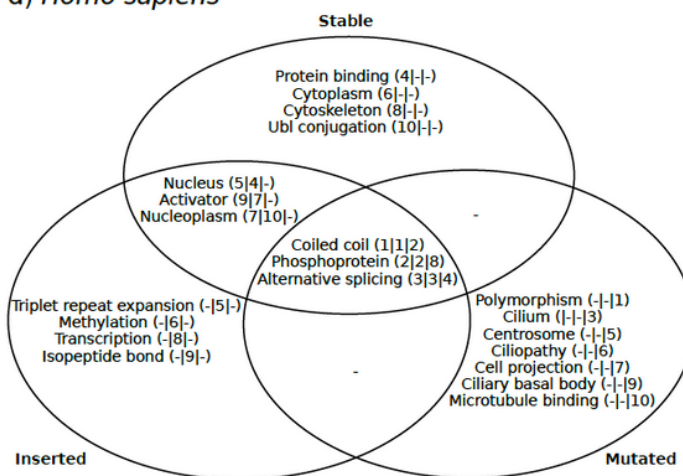 d) Homo sapiens
Stable
Protein binding (4|-|-)
Cytoplasm (6|-|-)
Cytoskeleton (8|-|-)
Ubl conjugation (10|-|-)
Nucleus (5|4|-)
Activator (9|7|-)
Nucleoplasm (7|10|-)
-
Coiled coil (1|1|2)
Phosphoprotein (2|2|8)
Alternative splicing (3|3|4)
Triplet repeat expansion (-|5|-)
Methylation (-|6|-)
Transcription (-|8|-)
Isopeptide bond (-|9|-)
Polymorphism (-|-|1)
Cilium (|-|-|3)
Centrosome (-|-|5)
Ciliopathy (-|-|6)
Cell projection (-|-|7)
Ciliary basal body (-|-|9)
Microtubule binding (-|-|10)
-
Inserted
Mutated